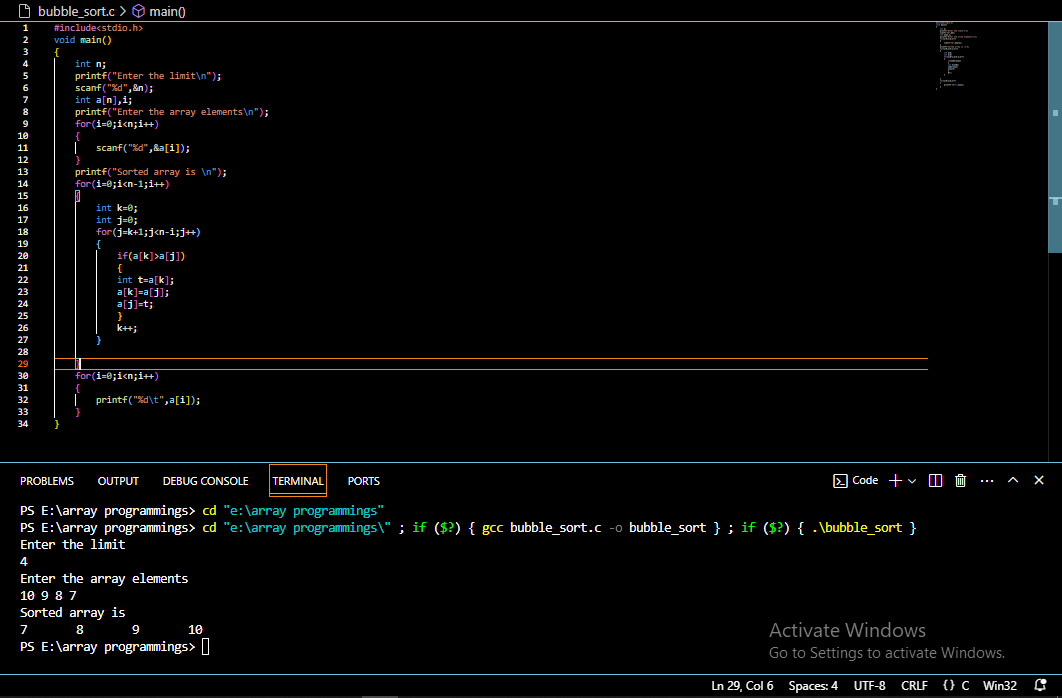 bubble_sort.c > main()
1 #include<stdio.h>
2 void main()
3 {
4 int n;
5 printf("Enter the limit\n");
6 scanf("%d",&n);
7 int a[n],i;
8 printf("Enter the array elements\n");
9 for(i=0;i<n;i++)
10 {
11 scanf("%d",&a[i]);
12 }
13 printf("Sorted array is \n");
14 for(i=0;i<n-1;i++)
15 {
16 int k=0;
17 int j=0;
18 for(j=k+1;j<n-i;j++)
19 {
20 if(a[k]>a[j])
21 {
22 int t=a[k];
23 a[k]=a[j];
24 a[j]=t;
25 }
26 k++;
27 }
28
29 }
30 for(i=0;i<n;i++)
31 {
32 printf("%d\t",a[i]);
33 }
34 }
PROBLEMS OUTPUT DEBUG CONSOLE TERMINAL PORTS Code
PS E:\array programmings> cd "e:\array programmings"
PS E:\array programmings> cd "e:\array programmings\" ; if ($?) { gcc bubble_sort.c -o bubble_sort } ; if ($?) { .\bubble_sort }
Enter the limit
4
Enter the array elements
10 9 8 7
Sorted array is
7 8 9 10
PS E:\array programmings>
Activate Windows
Go to Settings to activate Windows.
Ln 29, Col 6 Spaces: 4 UTF-8 CRLF {} C Win32